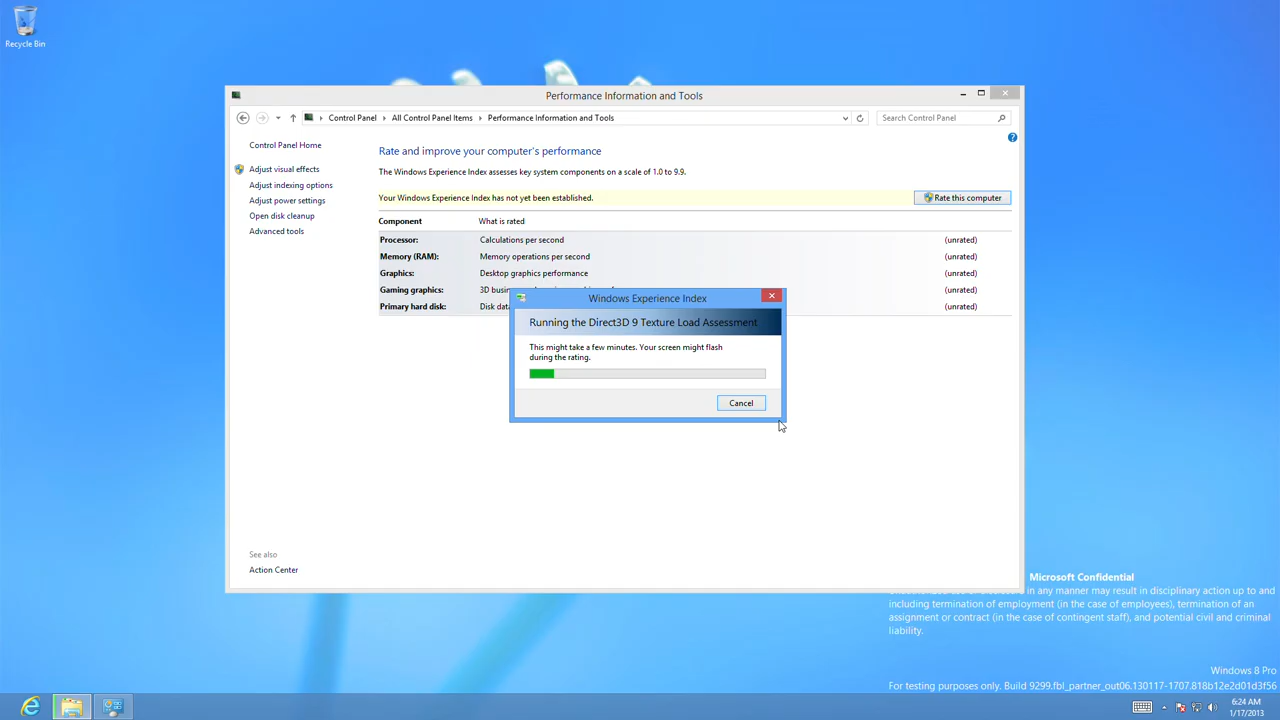 Recycle Bin
Performance Information and Tools
Control Panel
All Control Panel Items
Performance Information and Tools
Search Control Panel
Control Panel Home
Adjust visual effects
Adjust indexing options
Adjust power settings
Open disk cleanup
Advanced tools
Rate and improve your computer's performance
The Windows Experience Index assesses key system components on a scale of 1.0 to 9.9.
Your Windows Experience Index has not yet been established.
Rate this computer
Component What is rated
Processor: Calculations per second (unrated)
Memory (RAM): Memory operations per second (unrated)
Graphics: Desktop graphics performance (unrated)
Gaming graphics: 3D (unrated)
Primary hard disk: Disk (unrated)
Windows Experience Index
Running the Direct3D 9 Texture Load Assessment
This might take a few minutes. Your screen might flash
during the rating.
Cancel
See also
Action Center
Microsoft Confidential
in any manner may result in disciplinary action up to and
including termination of employment (in the case of employees), termination of an
assignment or contract (in the case of contingent staff), and potential civil and criminal
liability.
Windows 8 Pro
For testing purposes only. Build 9299.fbl_partner_out06.130117-1707.818b12e2d01d3f56
6:24 AM
1/17/2013